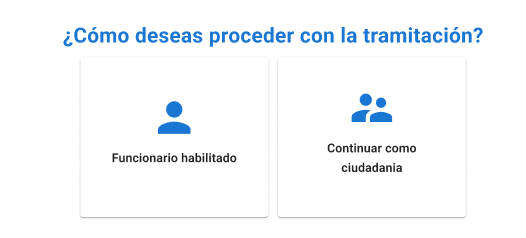 ¿Cómo deseas proceder con la tramitación?
Funcionario habilitado
Continuar como
ciudadania